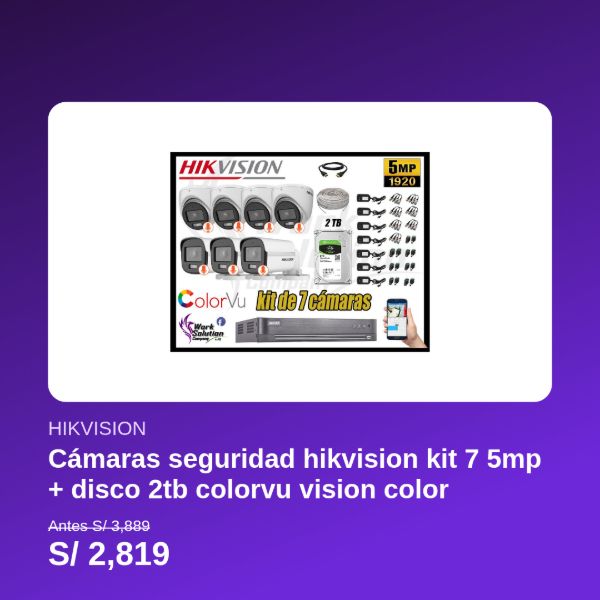 HIKVISION
5MP
1920
2 TB
ColorVu
kit de 7 cámaras
Work
Solution
Company
HIKVISION
Cámaras seguridad hikvision kit 7 5mp
+ disco 2tb colorvu vision color
Antes S/ 3,889
S/ 2,819